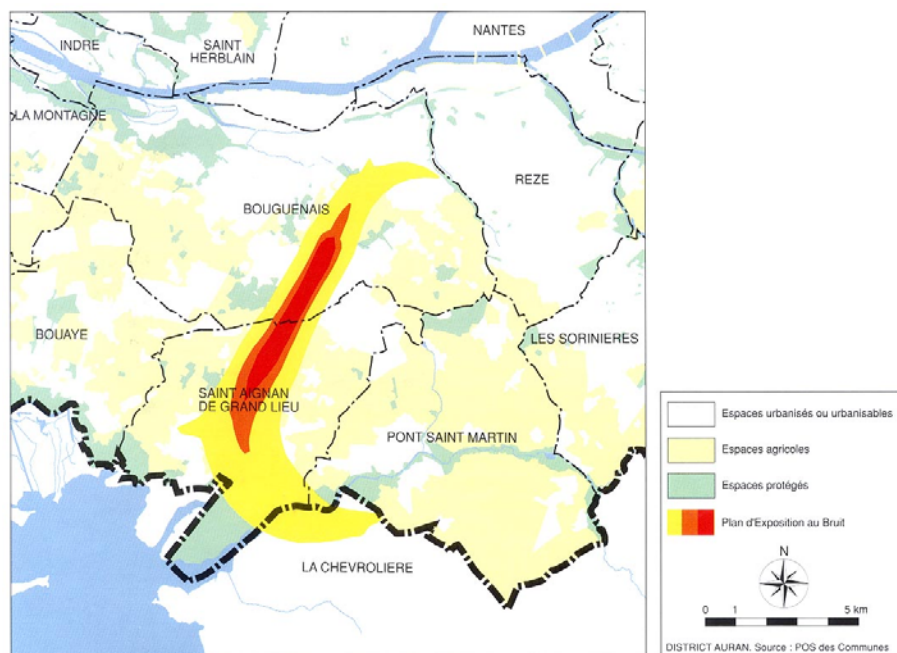 INDRE
SAINT
HERBLAIN
NANTES
LA MONTAGNE
REZE
BOUGUENAIS
BOUAYE
LES SORINIERES
SAINT AIGNAN
DE GRAND LIEU
PONT SAINT MARTIN
LA CHEVROLIERE
Espaces urbanisés ou urbanisables
Espaces agricoles
Espaces protégés
Plan d'Exposition au Bruit
N
0 1 5 km
DISTRICT AURAN. Source : POS des Communes